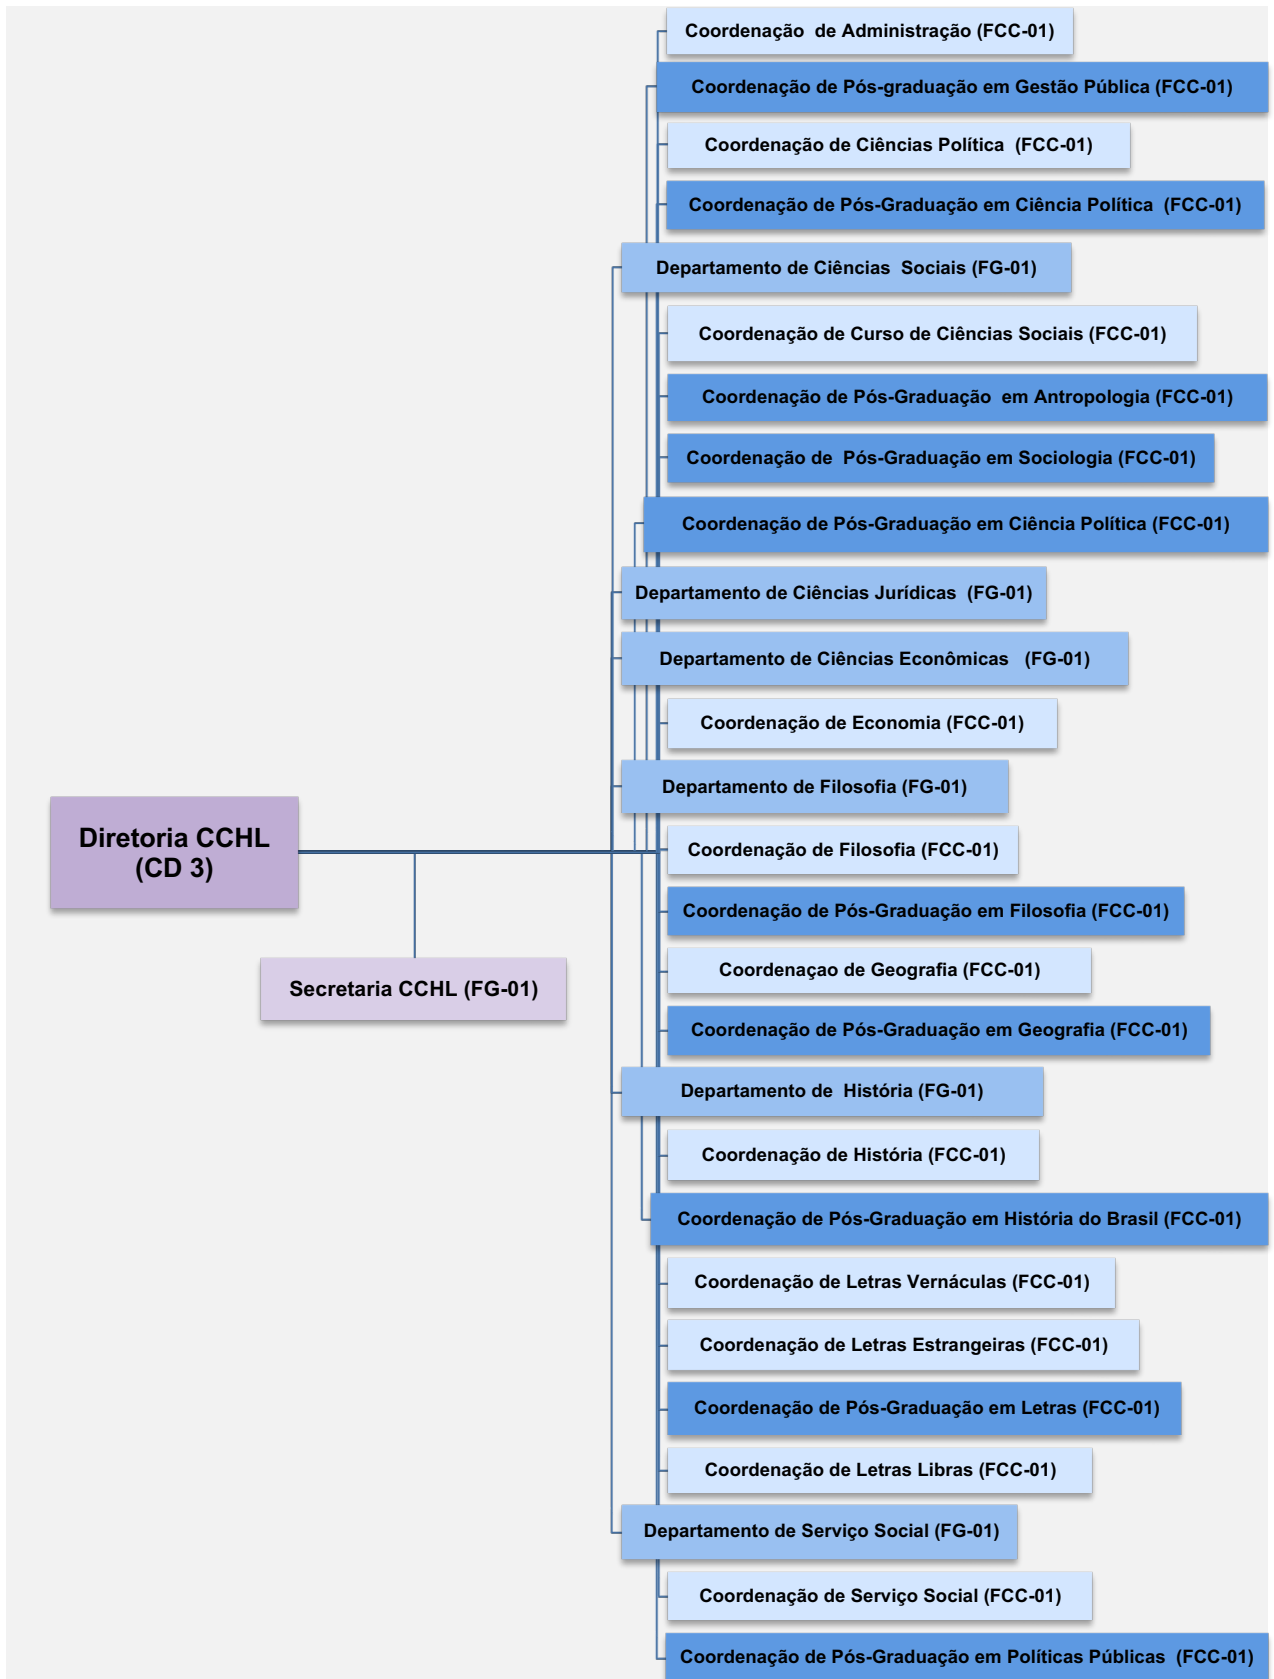 Coordenação de Administração (FCC-01)
Coordenação de Pós-graduação em Gestão Pública (FCC-01)
Coordenação de Ciências Política (FCC-01)
Coordenação de Pós-Graduação em Ciência Política (FCC-01)
Departamento de Ciências Sociais (FG-01)
Coordenação de Curso de Ciências Sociais (FCC-01)
Coordenação de Pós-Graduação em Antropologia (FCC-01)
Coordenação de Pós-Graduação em Sociologia (FCC-01)
Coordenação de Pós-Graduação em Ciência Política (FCC-01)
Departamento de Ciências Jurídicas (FG-01)
Departamento de Ciências Econômicas (FG-01)
Coordenação de Economia (FCC-01)
Departamento de Filosofia (FG-01)
Diretoria CCHL
(CD 3)
Coordenação de Filosofia (FCC-01)
Coordenação de Pós-Graduação em Filosofia (FCC-01)
Coordenaçao de Geografia (FCC-01)
Secretaria CCHL (FG-01)
Coordenação de Pós-Graduação em Geografia (FCC-01)
Departamento de História (FG-01)
Coordenação de História (FCC-01)
Coordenação de Pós-Graduação em História do Brasil (FCC-01)
Coordenação de Letras Vernáculas (FCC-01)
Coordenação de Letras Estrangeiras (FCC-01)
Coordenação de Pós-Graduação em Letras (FCC-01)
Coordenação de Letras Libras (FCC-01)
Departamento de Serviço Social (FG-01)
Coordenação de Serviço Social (FCC-01)
Coordenação de Pós-Graduação em Políticas Públicas (FCC-01)